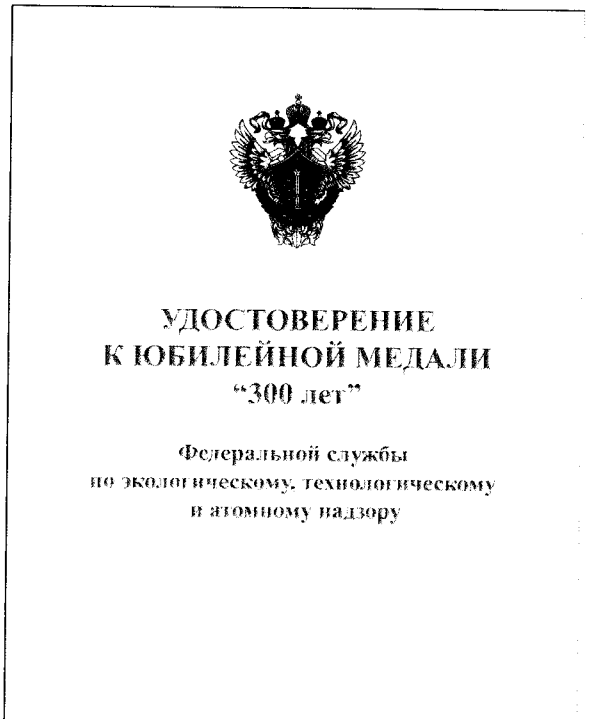 УДОСТОВЕРЕНИЕ
К ЮБИЛЕЙНОЙ МЕДАЛИ
“300 лет”
Федеральной службы
по экологическому, технологическому
и атомному надзору